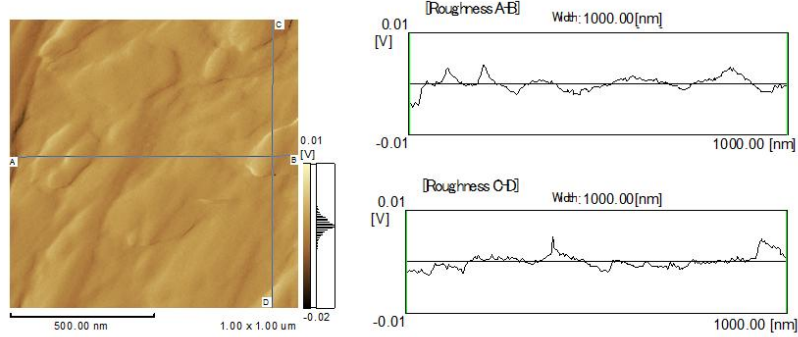 C
A
B
D
0.01
[V]
-0.02
500.00 nm
1.00 x 1.00 um
[Roughness A-B]
Width: 1000.00[nm]
0.01
[V]
-0.01
1000.00 [nm]
[Roughness C-D]
Width: 1000.00[nm]
0.01
[V]
-0.01
1000.00 [nm]